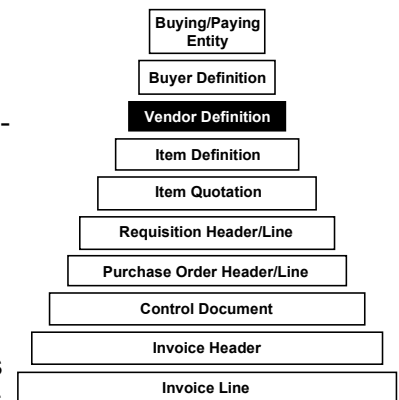 Buying/Paying
Entity
Buyer Definition
Vendor Definition
-
Item Definition
Item Quotation
Requisition Header/Line
Purchase Order Header/Line
Control Document
Invoice Header
s
Invoice Line